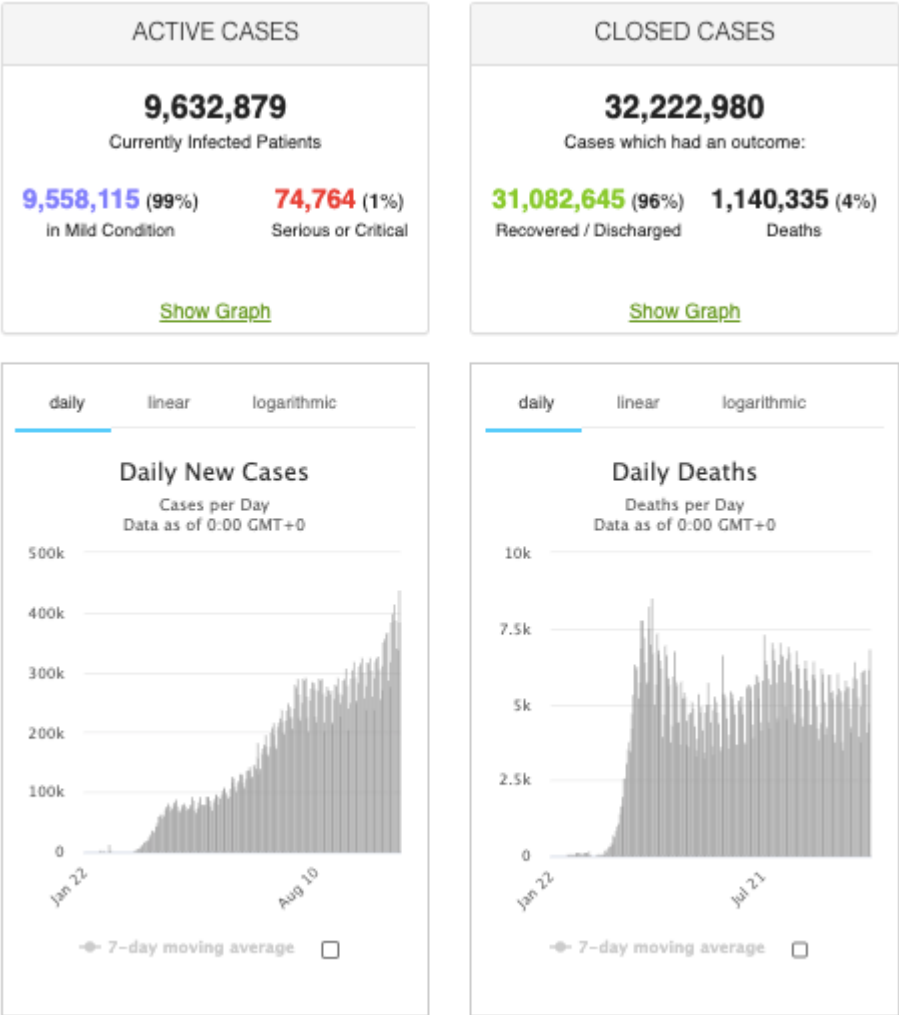 ACTIVE CASES
9,632,879
Currently Infected Patients
9,558,115 (99%)
in Mild Condition
74,764 (1%)
Serious or Critical
Show Graph
CLOSED CASES
32,222,980
Cases which had an outcome:
31,082,645 (96%)
Recovered / Discharged
1,140,335 (4%)
Deaths
Show Graph
daily linear logarithmic
Daily New Cases
Cases per Day
Data as of 0:00 GMT+0
500k
400k
300k
200k
100k
0
Jan 22
Aug 10
7-day moving average
daily linear logarithmic
Daily Deaths
Deaths per Day
Data as of 0:00 GMT+0
10k
7.5k
5k
2.5k
0
Jan 22
Jul 21
7-day moving average